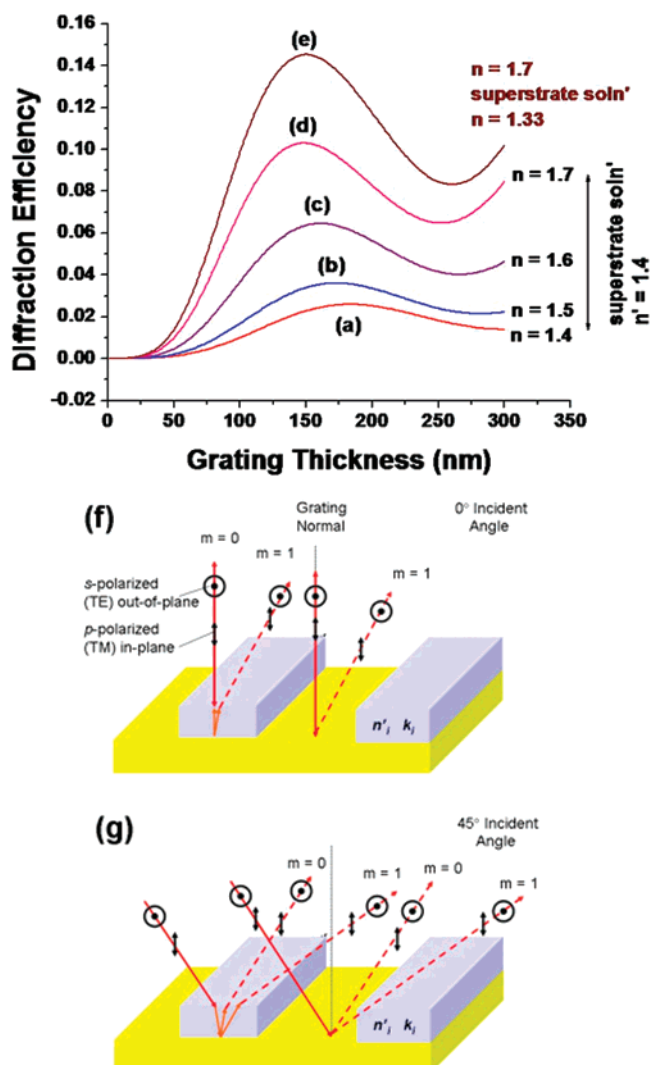 Diffraction Efficiency
0.16
0.14
0.12
0.10
0.08
0.06
0.04
0.02
0.00
-0.02
(e)
(d)
(c)
(b)
(a)
n = 1.7
superstrate soln'
n = 1.33
n = 1.7
n = 1.6
n = 1.5
n = 1.4
superstrate soln'
n' = 1.4
0 50 100 150 200 250 300 350
Grating Thickness (nm)
(f)
Grating
Normal
0° Incident
Angle
m = 0
m = 1
m = 1
s-polarized
(TE) out-of-plane
p-polarized
(TM) in-plane
n'i ki
(g)
45° Incident
Angle
m = 0
m = 1
m = 0
m = 1
n'i ki